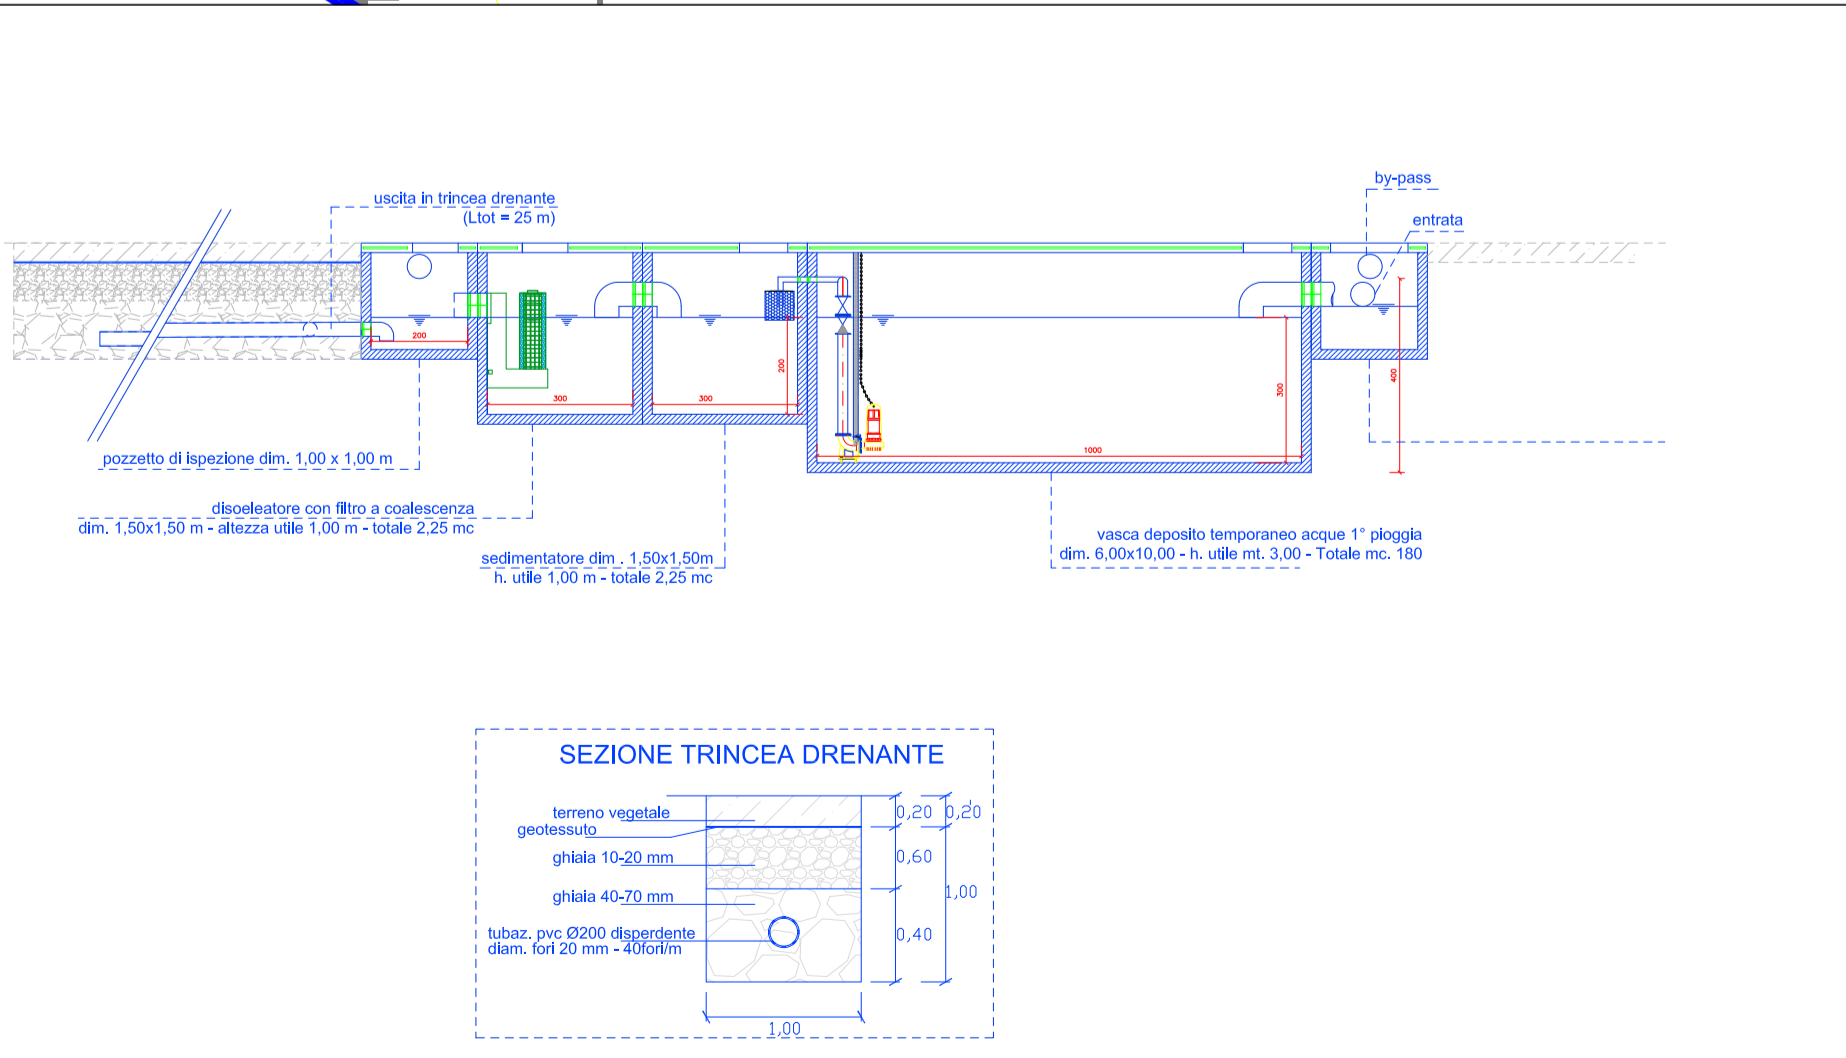 by-pass
entrata
uscita in trincea drenante
(Ltot = 25 m)
200
300
300
200
1000
300
400
pozzetto di ispezione dim. 1,00 x 1,00 m
disoeleatore con filtro a coalescenza
dim. 1,50x1,50 m - altezza utile 1,00 m - totale 2,25 mc
sedimentatore dim . 1,50x1,50m
h. utile 1,00 m - totale 2,25 mc
vasca deposito temporaneo acque 1° pioggia
dim. 6,00x10,00 - h. utile mt. 3,00 - Totale mc. 180
SEZIONE TRINCEA DRENANTE
terreno vegetale
geotessuto
ghiaia 10-20 mm
ghiaia 40-70 mm
tubaz. pvc Ø200 disperdente
diam. fori 20 mm - 40fori/m
0,20
0,20
0,60
1,00
0,40
1,00